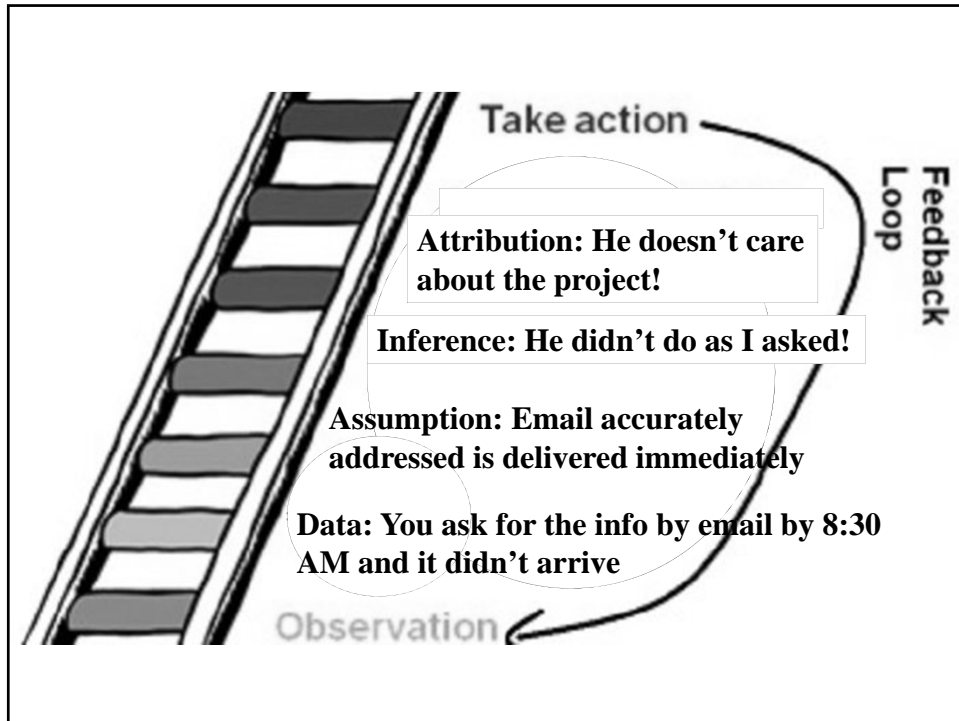 Take action
Feedback
Loop
Attribution: He doesn’t care
about the project!
Inference: He didn’t do as I asked!
Assumption: Email accurately
addressed is delivered immediately
Data: You ask for the info by email by 8:30
AM and it didn’t arrive
Observation